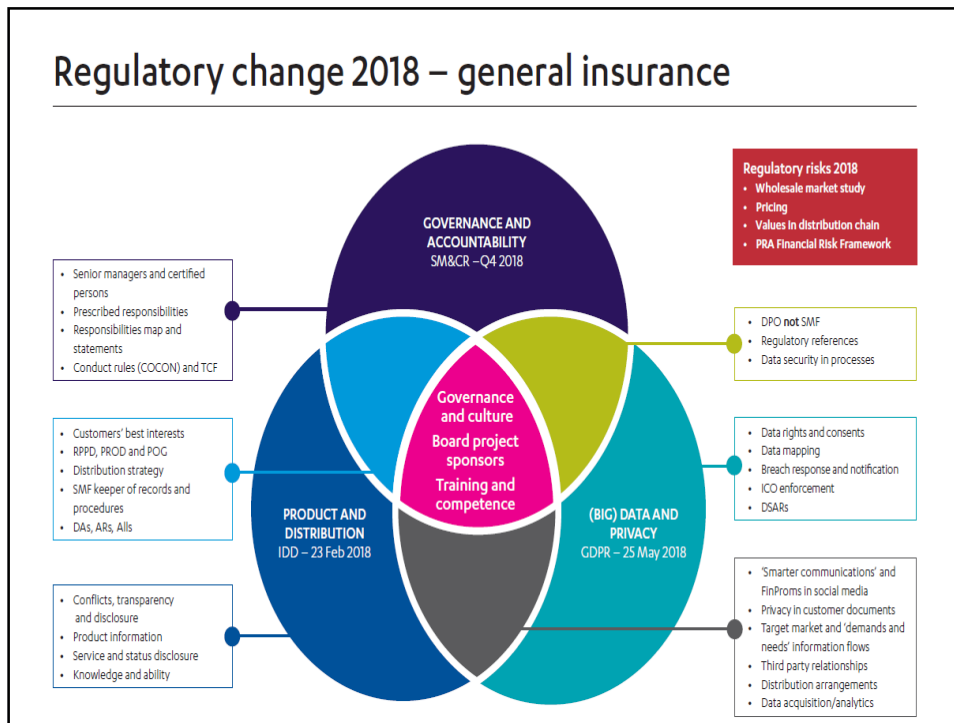 Regulatory change 2018 – general insurance
Regulatory risks 2018
• Wholesale market study
• Pricing
• Values in distribution chain
• PRA Financial Risk Framework
GOVERNANCE AND
ACCOUNTABILITY
SM&CR – Q4 2018
• Senior managers and certified
persons
• Prescribed responsibilities
• Responsibilities map and
statements
• Conduct rules (COCON) and TCF
• DPO not SMF
• Regulatory references
• Data security in processes
Governance
and culture
Board project
sponsors
Training and
competence
• Customers' best interests
• RPPD, PROD and POG
• Distribution strategy
• SMF keeper of records and
procedures
• DAs, ARs, AIIs
• Data rights and consents
• Data mapping
• Breach response and notification
• ICO enforcement
• DSARs
PRODUCT AND
DISTRIBUTION
IDD – 23 Feb 2018
(BIG) DATA AND
PRIVACY
GDPR – 25 May 2018
• Conflicts, transparency
and disclosure
• Product information
• Service and status disclosure
• Knowledge and ability
• 'Smarter communications' and
FinProms in social media
• Privacy in customer documents
• Target market and 'demands and
needs' information flows
• Third party relationships
• Distribution arrangements
• Data acquisition/analytics